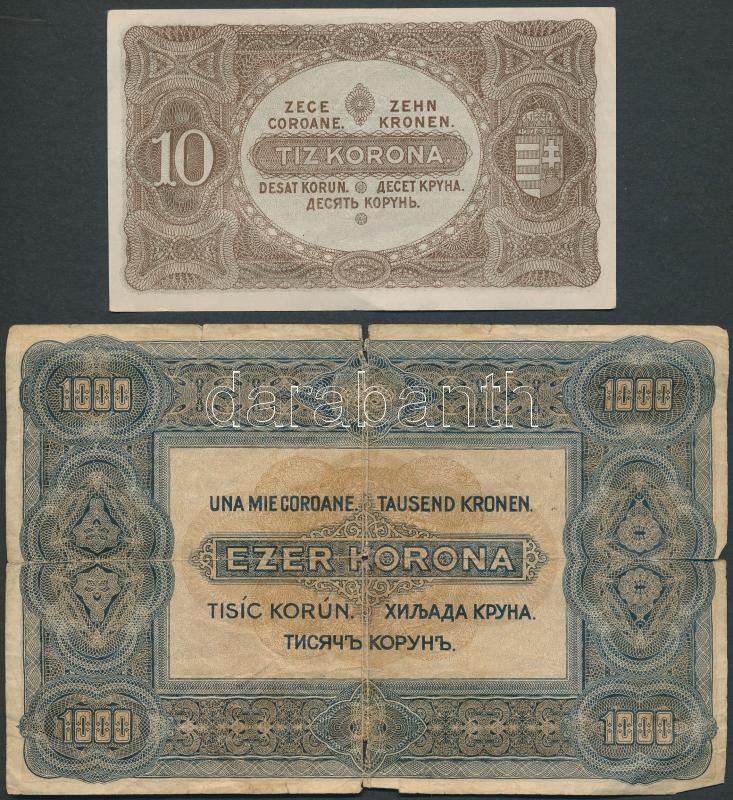 ZECE ZEHN
COROANE. KRONEN.
10
TIZ KORONA.
DESAT KORUN. ДЕСЕТ КРУНА.
ДЕСЯТЬ КОРУНЬ.
1000 1000
darabanth
UNA MIE COROANE. TAUSEND KRONEN.
EZER KORONA
TISÍC KORÚN. ХИЉАДА КРУНА.
ТИСЯЧЪ КОРУНЪ.
1000 1000